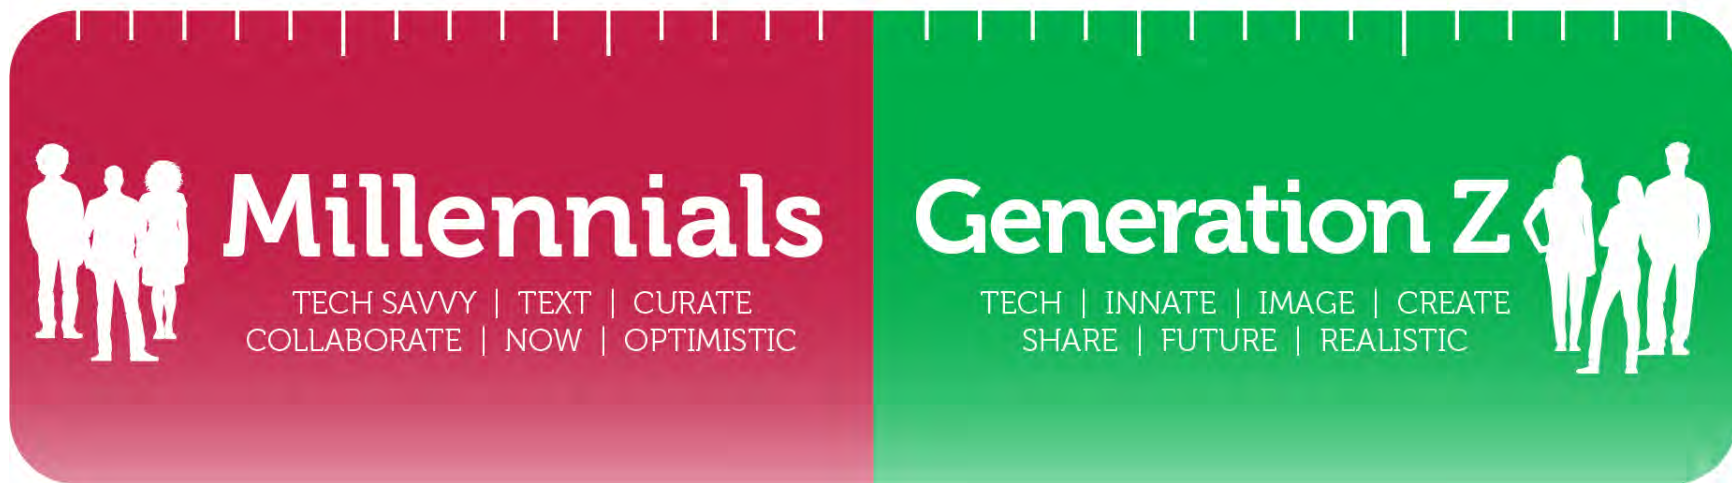 Millennials
TECH SAVVY | TEXT | CURATE
COLLABORATE | NOW | OPTIMISTIC
Generation Z
TECH | INNATE | IMAGE | CREATE
SHARE | FUTURE | REALISTIC